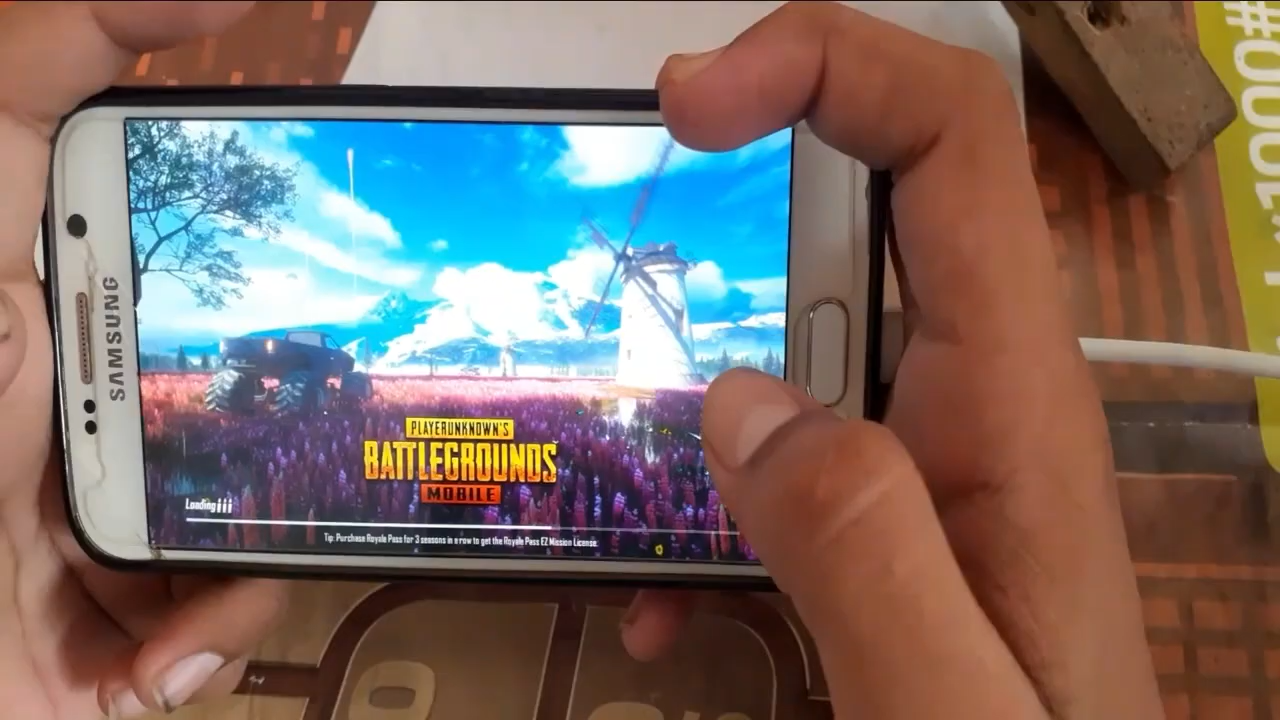 SAMSUNG
PLAYERUNKNOWN'S
BATTLEGROUNDS
MOBILE
Loading
Tip: Purchase Royale Pass for 3 seasons in a row to get the Royale Pass EZ Mission License.